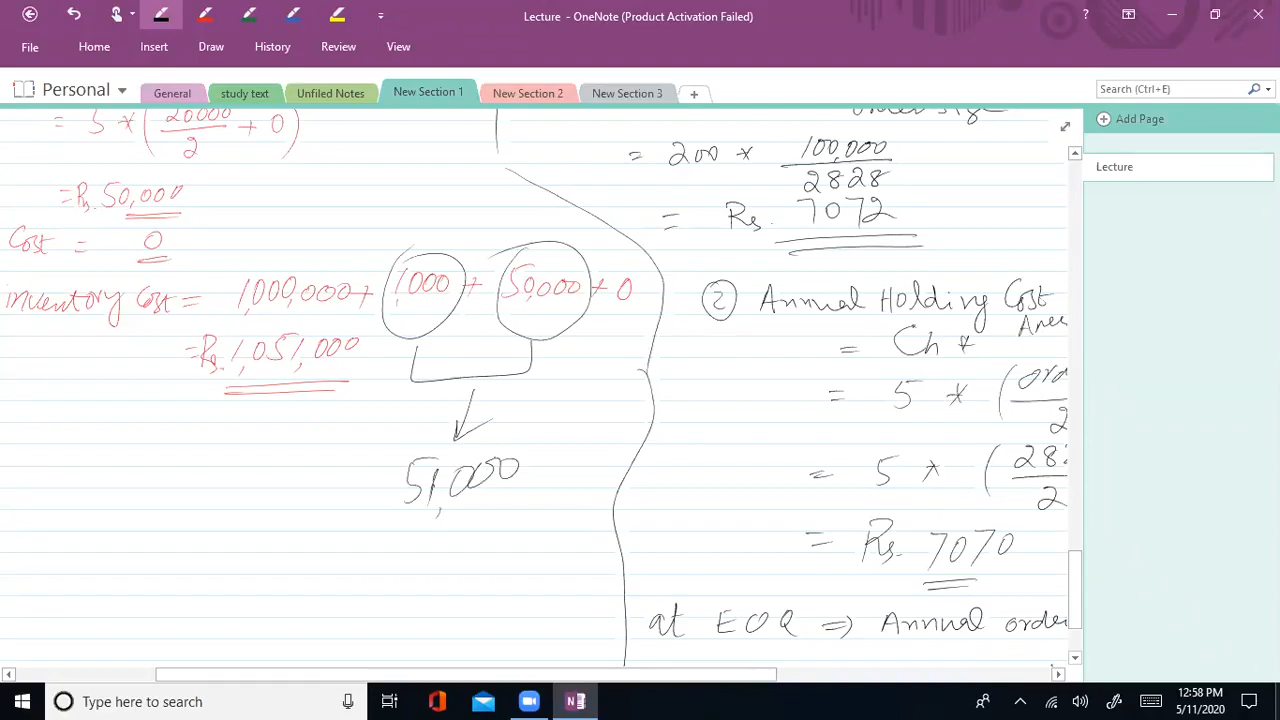 Lecture - OneNote (Product Activation Failed)
File Home Insert Draw History Review View
Personal General study text Unfiled Notes New Section 1 New Section 2 New Section 3
Search (Ctrl+E)
Add Page
Lecture
= 5 * (20000/2 + 0)
= Rs. 50,000
Cost = 0
inventory Cost = 1,000,000 + 1,000 + 50,000 + 0
= Rs. 1,051,000
51,000
= 200 * 100,000/2828
= Rs. 7072
② Annual Holding Cost
= Ch *
= 5 * (
= 5 * (
2
= Rs. 7070
at EOQ => Annual order
Type here to search
12:58 PM
5/11/2020